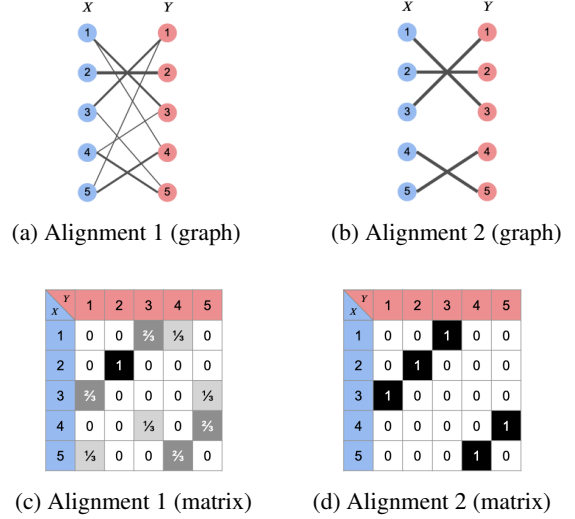 X Y X Y
1 1 1 1
2 2 2 2
3 3 3 3
4 4 4 4
5 5 5 5
(a) Alignment 1 (graph) (b) Alignment 2 (graph)
Y X 1 2 3 4 5 Y X 1 2 3 4 5
1 0 0 ⅔ ⅓ 0 1 0 0 1 0 0
2 0 1 0 0 0 2 0 1 0 0 0
3 ⅔ 0 0 0 ⅓ 3 1 0 0 0 0
4 0 0 ⅓ 0 ⅔ 4 0 0 0 0 1
5 ⅓ 0 0 ⅔ 0 5 0 0 0 1 0
(c) Alignment 1 (matrix) (d) Alignment 2 (matrix)